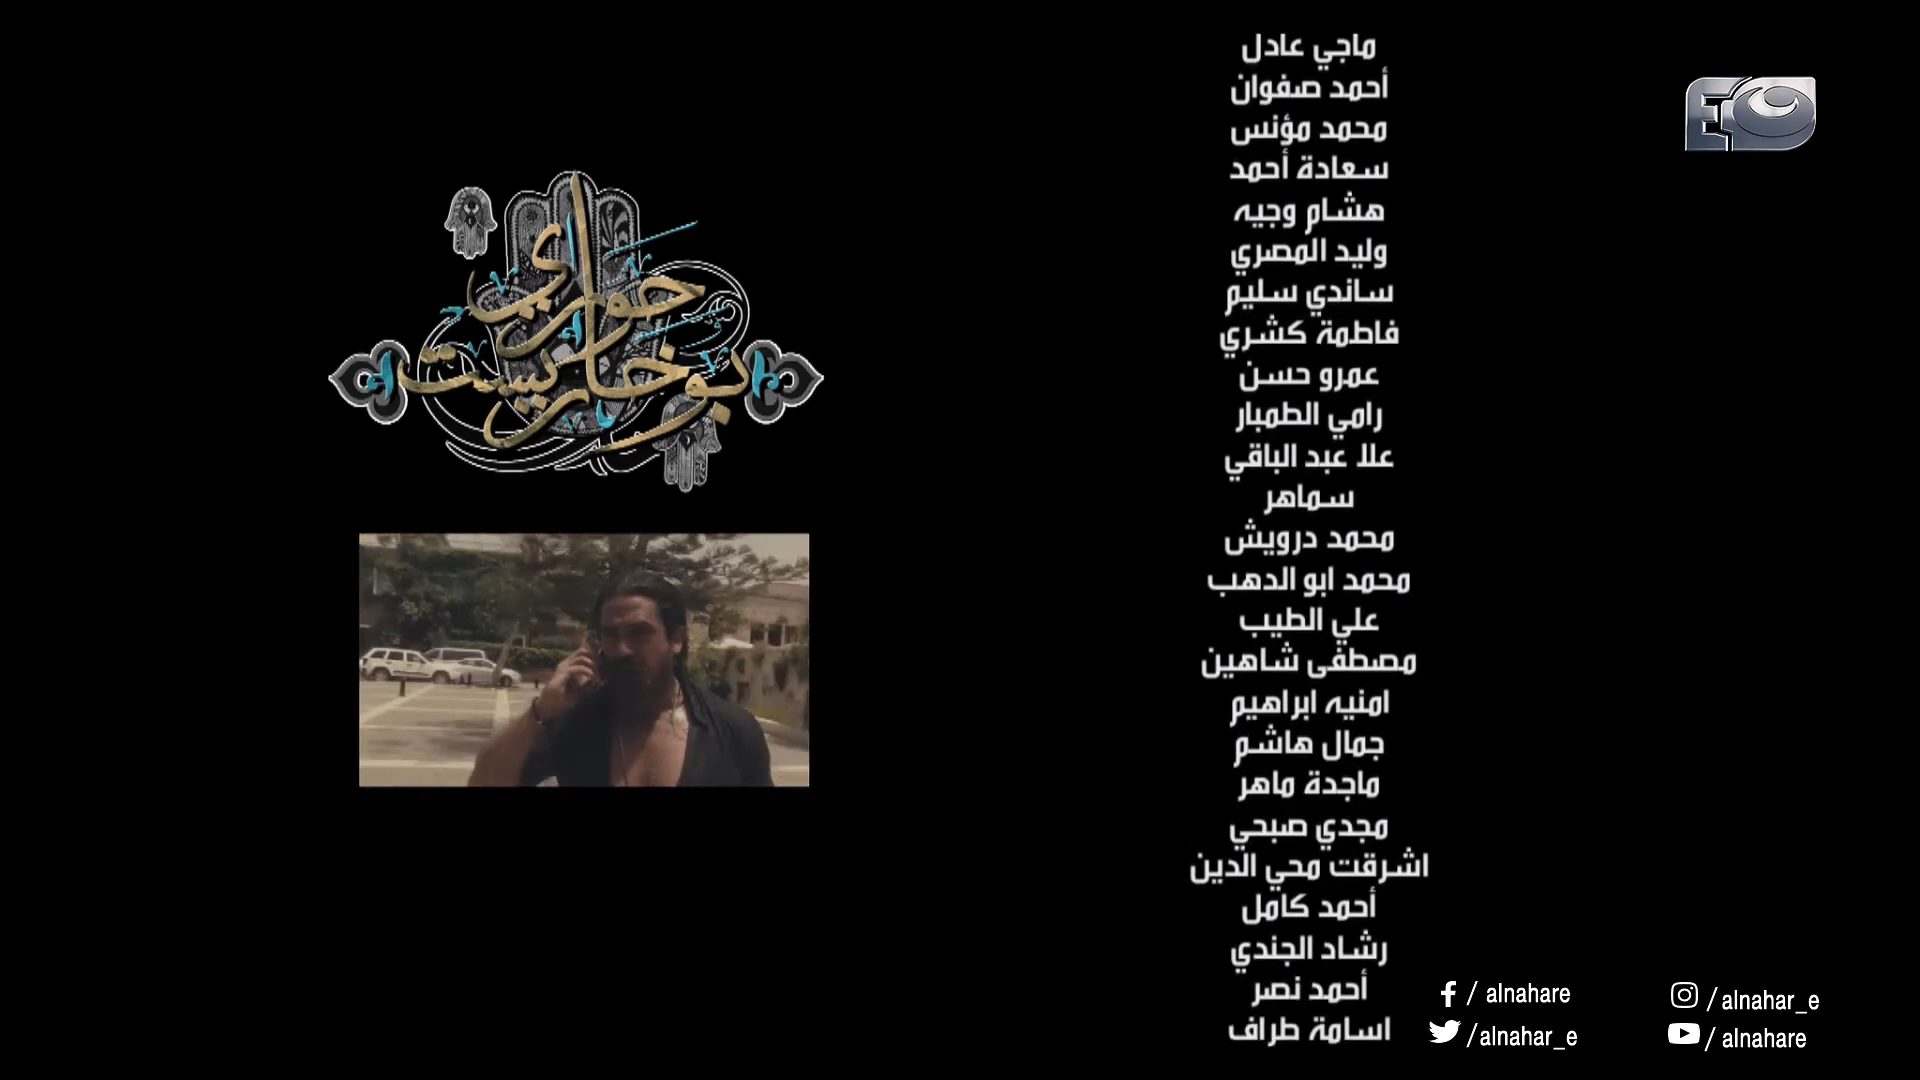 حواري
بوخاريست
ماجي عادل
أحمد صفوان
محمد مؤنس
سعادة أحمد
هشام وجيه
وليد المصري
ساندي سليم
فاطمة كشري
عمرو حسن
رامي الطمبار
علا عبد الباقي
سماهر
محمد درويش
محمد ابو الدهب
علي الطيب
مصطفى شاهين
امنيه ابراهيم
جمال هاشم
ماجدة ماهر
مجدي صبحي
اشرقت محي الدين
أحمد كامل
رشاد الجندي
أحمد نصر
اسامة طراف
/ alnahare
/ alnahar_e
/alnahar_e
/ alnahare